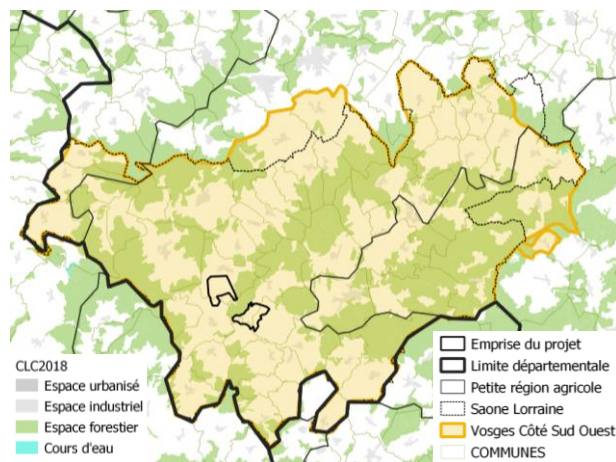 CLC2018
Espace urbanisé
Espace industriel
Espace forestier
Cours d'eau
Emprise du projet
Limite départementale
Petite région agricole
Saone Lorraine
Vosges Côté Sud Ouest
COMMUNES